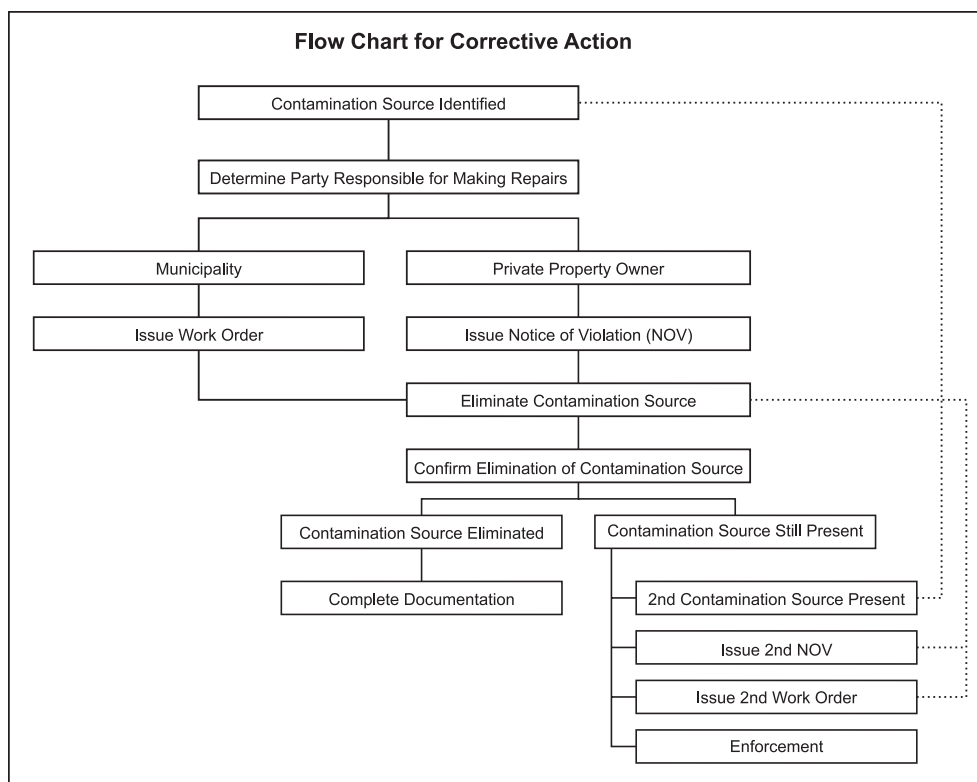 Flow Chart for Corrective Action
Contamination Source Identified
Determine Party Responsible for Making Repairs
Municipality
Private Property Owner
Issue Work Order
Issue Notice of Violation (NOV)
Eliminate Contamination Source
Confirm Elimination of Contamination Source
Contamination Source Eliminated
Contamination Source Still Present
Complete Documentation
2nd Contamination Source Present
Issue 2nd NOV
Issue 2nd Work Order
Enforcement